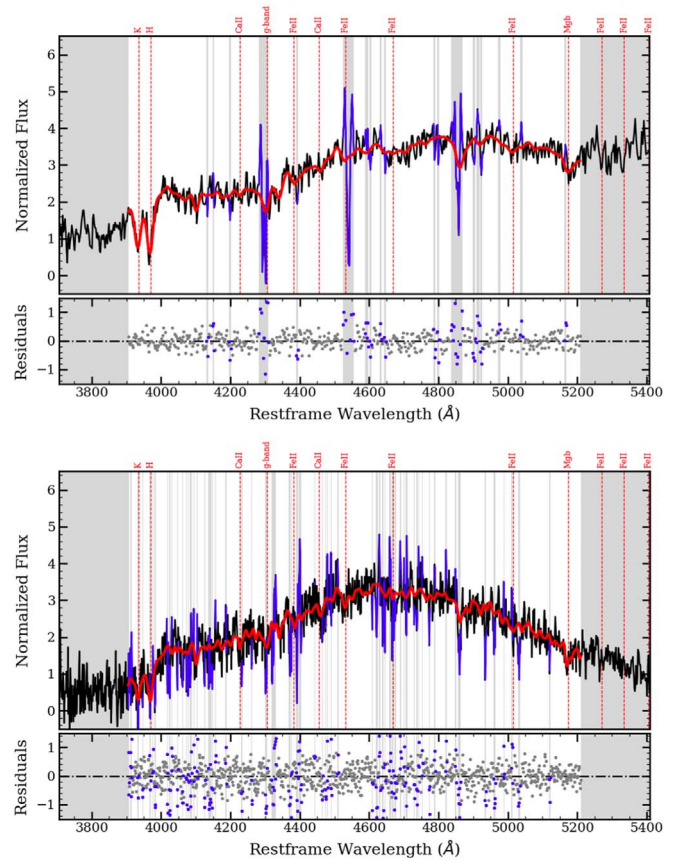 K H CaII g-band FeII CaII FeII FeII FeII Mgb FeII FeII FeII
6
5
4
3
2
1
0
Normalized Flux
1
0
−1
Residuals
3800 4000 4200 4400 4600 4800 5000 5200 5400
Restframe Wavelength (Å)
K H CaII g-band FeII CaII FeII FeII FeII Mgb FeII FeII FeII
6
5
4
3
2
1
0
Normalized Flux
1
0
−1
Residuals
3800 4000 4200 4400 4600 4800 5000 5200 5400
Restframe Wavelength (Å)